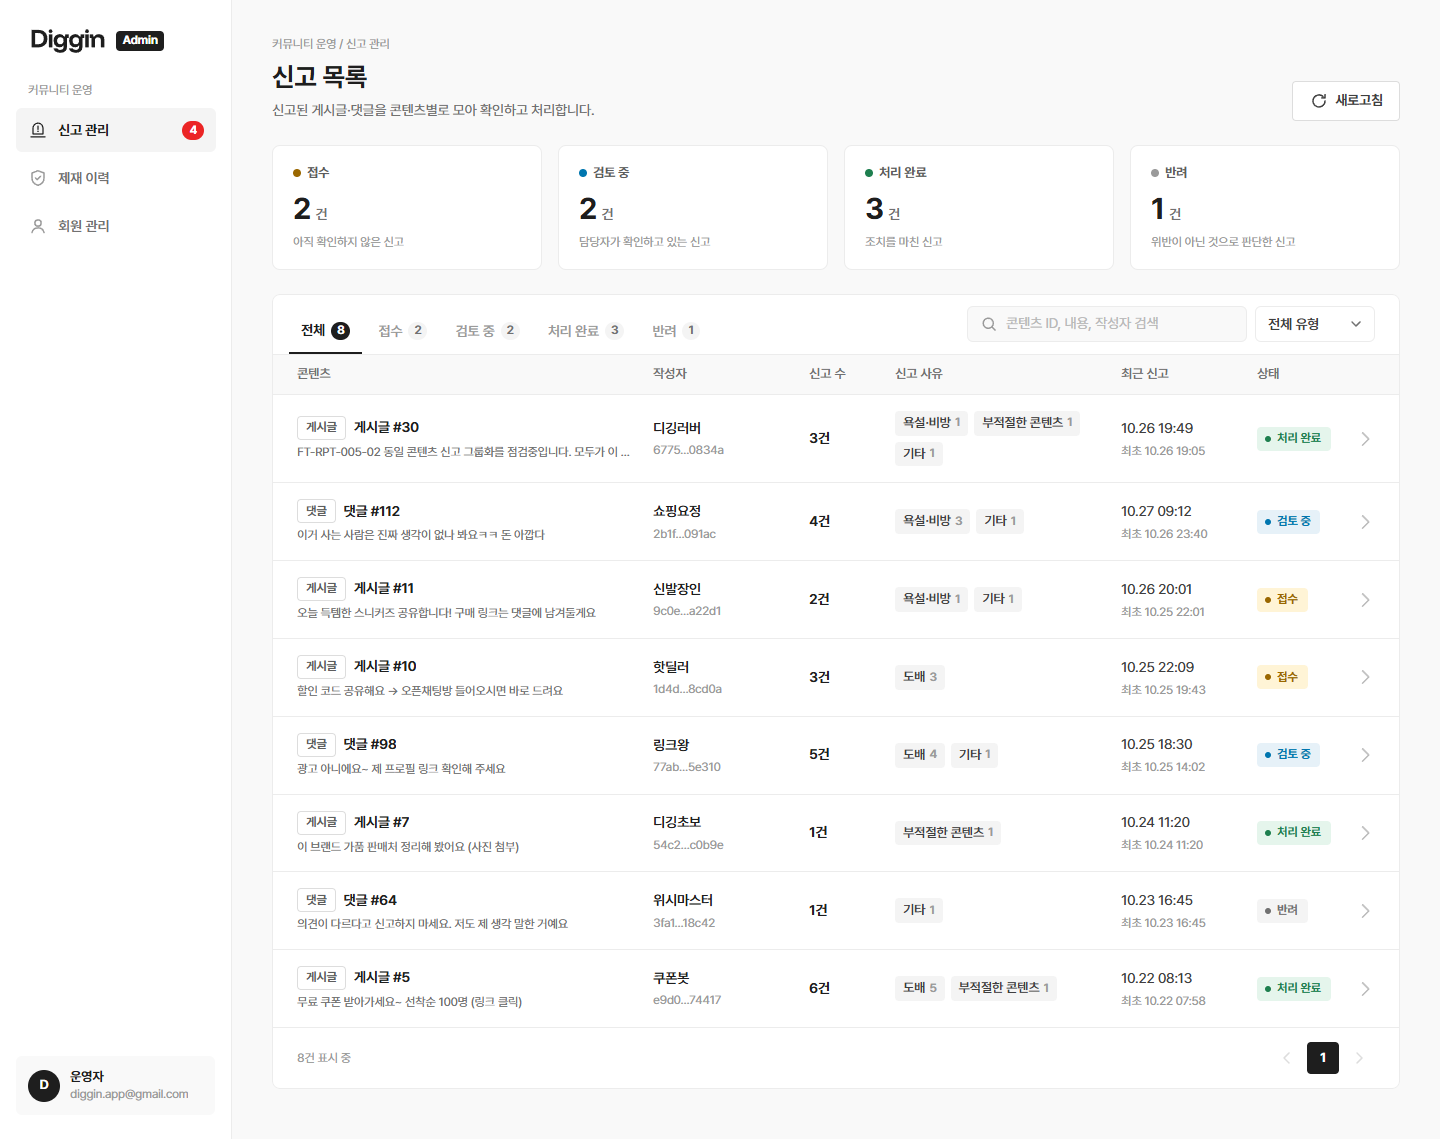 Diggin Admin
커뮤니티 운영
신고 관리 4
제재 이력
회원 관리
커뮤니티 운영 / 신고 관리
신고 목록
신고된 게시글·댓글을 콘텐츠별로 모아 확인하고 처리합니다.
새로고침
접수
2 건
아직 확인하지 않은 신고
검토 중
2 건
담당자가 확인하고 있는 신고
처리 완료
3 건
조치를 마친 신고
반려
1 건
위반이 아닌 것으로 판단한 신고
전체 8 접수 2 검토 중 2 처리 완료 3 반려 1
콘텐츠 ID, 내용, 작성자 검색
전체 유형
콘텐츠 작성자 신고 수 신고 사유 최근 신고 상태
게시글 게시글 #30
FT-RPT-005-02 동일 콘텐츠 신고 그룹화를 점검중입니다. 모두가 이 ...
디깅러버
6775...0834a
3건
욕설·비방 1 부적절한 콘텐츠 1
기타 1
10.26 19:49
최초 10.26 19:05
처리 완료
댓글 댓글 #112
이거 사는 사람은 진짜 생각이 없나 봐요ㅋㅋ 돈 아깝다
쇼핑요정
2b1f...091ac
4건
욕설·비방 3 기타 1
10.27 09:12
최초 10.26 23:40
검토 중
게시글 게시글 #11
오늘 득템한 스니커즈 공유합니다! 구매 링크는 댓글에 남겨둘게요
신발장인
9c0e...a22d1
2건
욕설·비방 1 기타 1
10.26 20:01
최초 10.25 22:01
접수
게시글 게시글 #10
할인 코드 공유해요 → 오픈채팅방 들어오시면 바로 드려요
핫딜러
1d4d...8cd0a
3건
도배 3
10.25 22:09
최초 10.25 19:43
접수
댓글 댓글 #98
광고 아니에요~ 제 프로필 링크 확인해 주세요
링크왕
77ab...5e310
5건
도배 4 기타 1
10.25 18:30
최초 10.25 14:02
검토 중
게시글 게시글 #7
이 브랜드 가품 판매처 정리해 봤어요 (사진 첨부)
디깅초보
54c2...c0b9e
1건
부적절한 콘텐츠 1
10.24 11:20
최초 10.24 11:20
처리 완료
댓글 댓글 #64
의견이 다르다고 신고하지 마세요. 저도 제 생각 말한 거예요
위시마스터
3fa1...18c42
1건
기타 1
10.23 16:45
최초 10.23 16:45
반려
게시글 게시글 #5
무료 쿠폰 받아가세요~ 선착순 100명 (링크 클릭)
쿠폰봇
e9d0...74417
6건
도배 5 부적절한 콘텐츠 1
10.22 08:13
최초 10.22 07:58
처리 완료
8건 표시 중
1
D
운영자
diggin.app@gmail.com